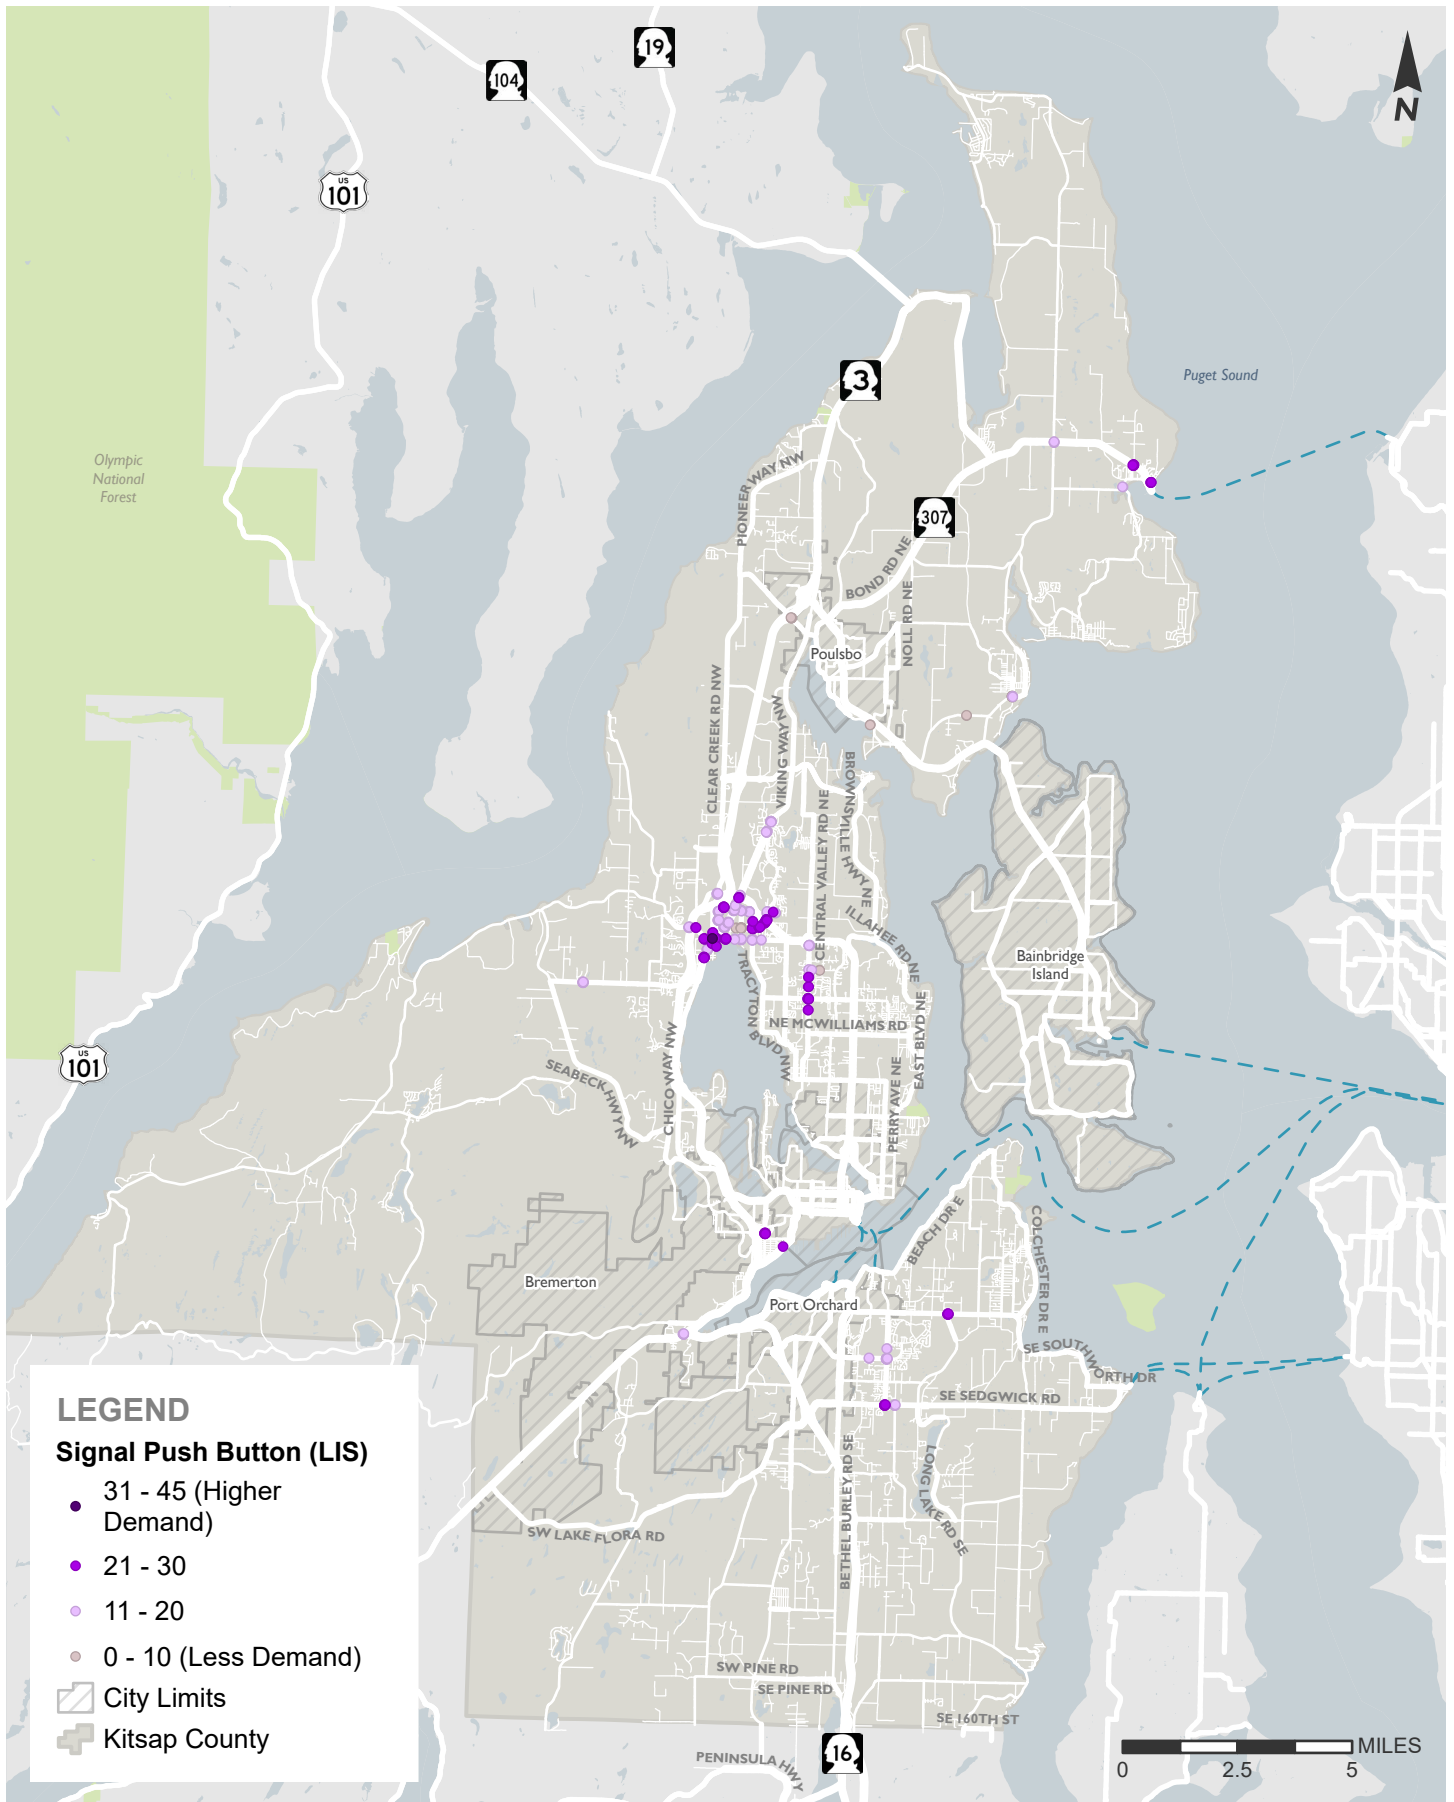 19
104
N
US
101
3
Puget Sound
Olympic
National
Forest
PIONEER WAY NW
307
BOND RD NE
NOLL RD NE
Poulsbo
CLEAR CREEK RD NW
VIKING WAY NW
BROWNSVILLE HWY NE
CENTRAL VALLEY RD NE
ILLAHEE RD NE
Bainbridge
Island
TRACYTON BLVD NW
NE MCWILLIAMS RD
EAST BLVD NE
US
101
CHICO WAY NW
SEABECK HWY NW
PERRY AVE NE
BEACH DR E
COLCHESTER DR E
Bremerton
Port Orchard
SE SOUTHWORTH DR
SE SEDGWICK RD
LEGEND
Signal Push Button (LIS)
31 - 45 (Higher
Demand)
21 - 30
11 - 20
0 - 10 (Less Demand)
City Limits
Kitsap County
BETHEL BURLEY RD SE
LONG LAKE RD SE
SW LAKE FLORA RD
SW PINE RD
SE PINE RD
SE 160TH ST
16
PENINSULA HWY
MILES
0
2.5
5